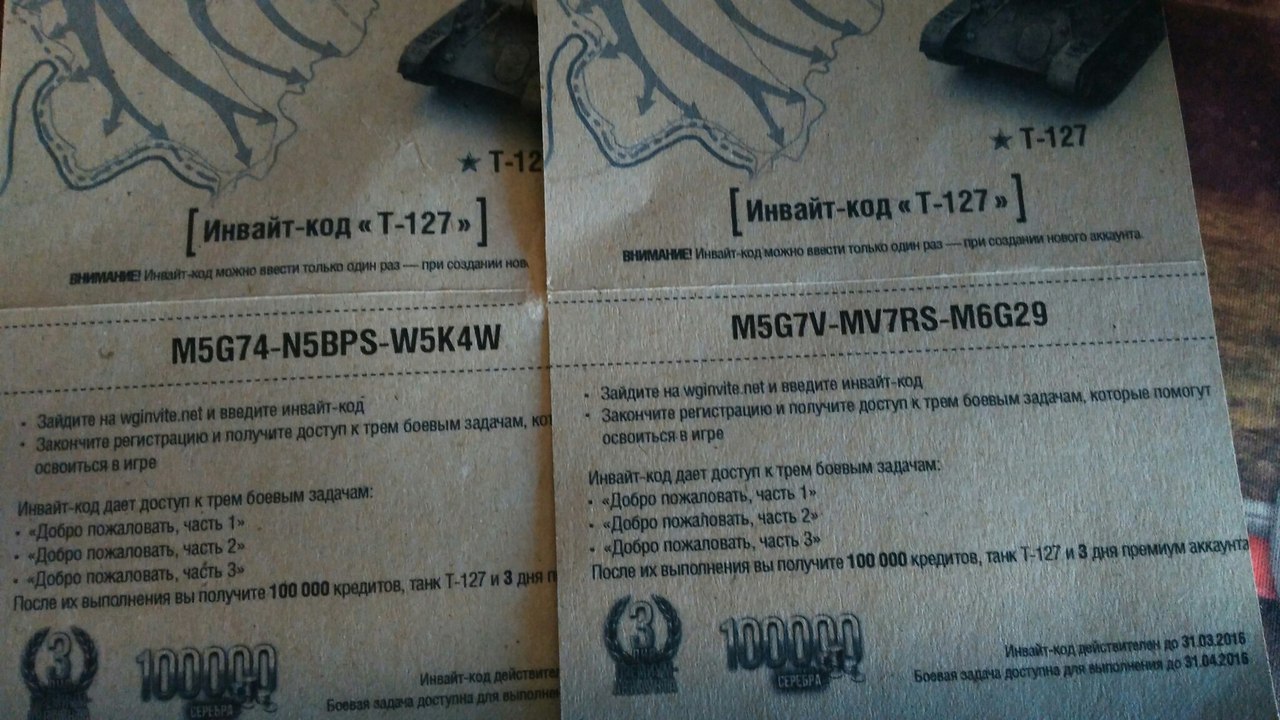 ★ Т-12
[Инвайт-код « Т-127 »]
ВНИМАНИЕ! Инвайт-код можно ввести только один раз — при создании нов
M5G74-N5BPS-W5K4W
• Зайдите на wginvite.net и введите инвайт-код
• Закончите регистрацию и получите доступ к трем боевым задачам, кот
освоиться в игре
Инвайт-код дает доступ к трем боевым задачам:
• «Добро пожаловать, часть 1»
• «Добро пожаловать, часть 2»
• «Добро пожаловать, часть 3»
После их выполнения вы получите 100 000 кредитов, танк Т-127 и 3 дня п
3
100000
СЕРЕБРА
Инвайт-код действителен
Боевая задача доступна для выполнен
★ Т-127
[Инвайт-код « Т-127 »]
ВНИМАНИЕ! Инвайт-код можно ввести только один раз — при создании нового аккаунта.
M5G7V-MV7RS-M6G29
• Зайдите на wginvite.net и введите инвайт-код
• Закончите регистрацию и получите доступ к трем боевым задачам, которые помогут
освоиться в игре
Инвайт-код дает доступ к трем боевым задачам:
• «Добро пожаловать, часть 1»
• «Добро пожаловать, часть 2»
• «Добро пожаловать, часть 3»
После их выполнения вы получите 100 000 кредитов, танк Т-127 и 3 дня премиум аккаунта
3
100000
СЕРЕБРА
Инвайт-код действителен до 31.03.2016
Боевая задача доступна для выполнения до 31.04.2016